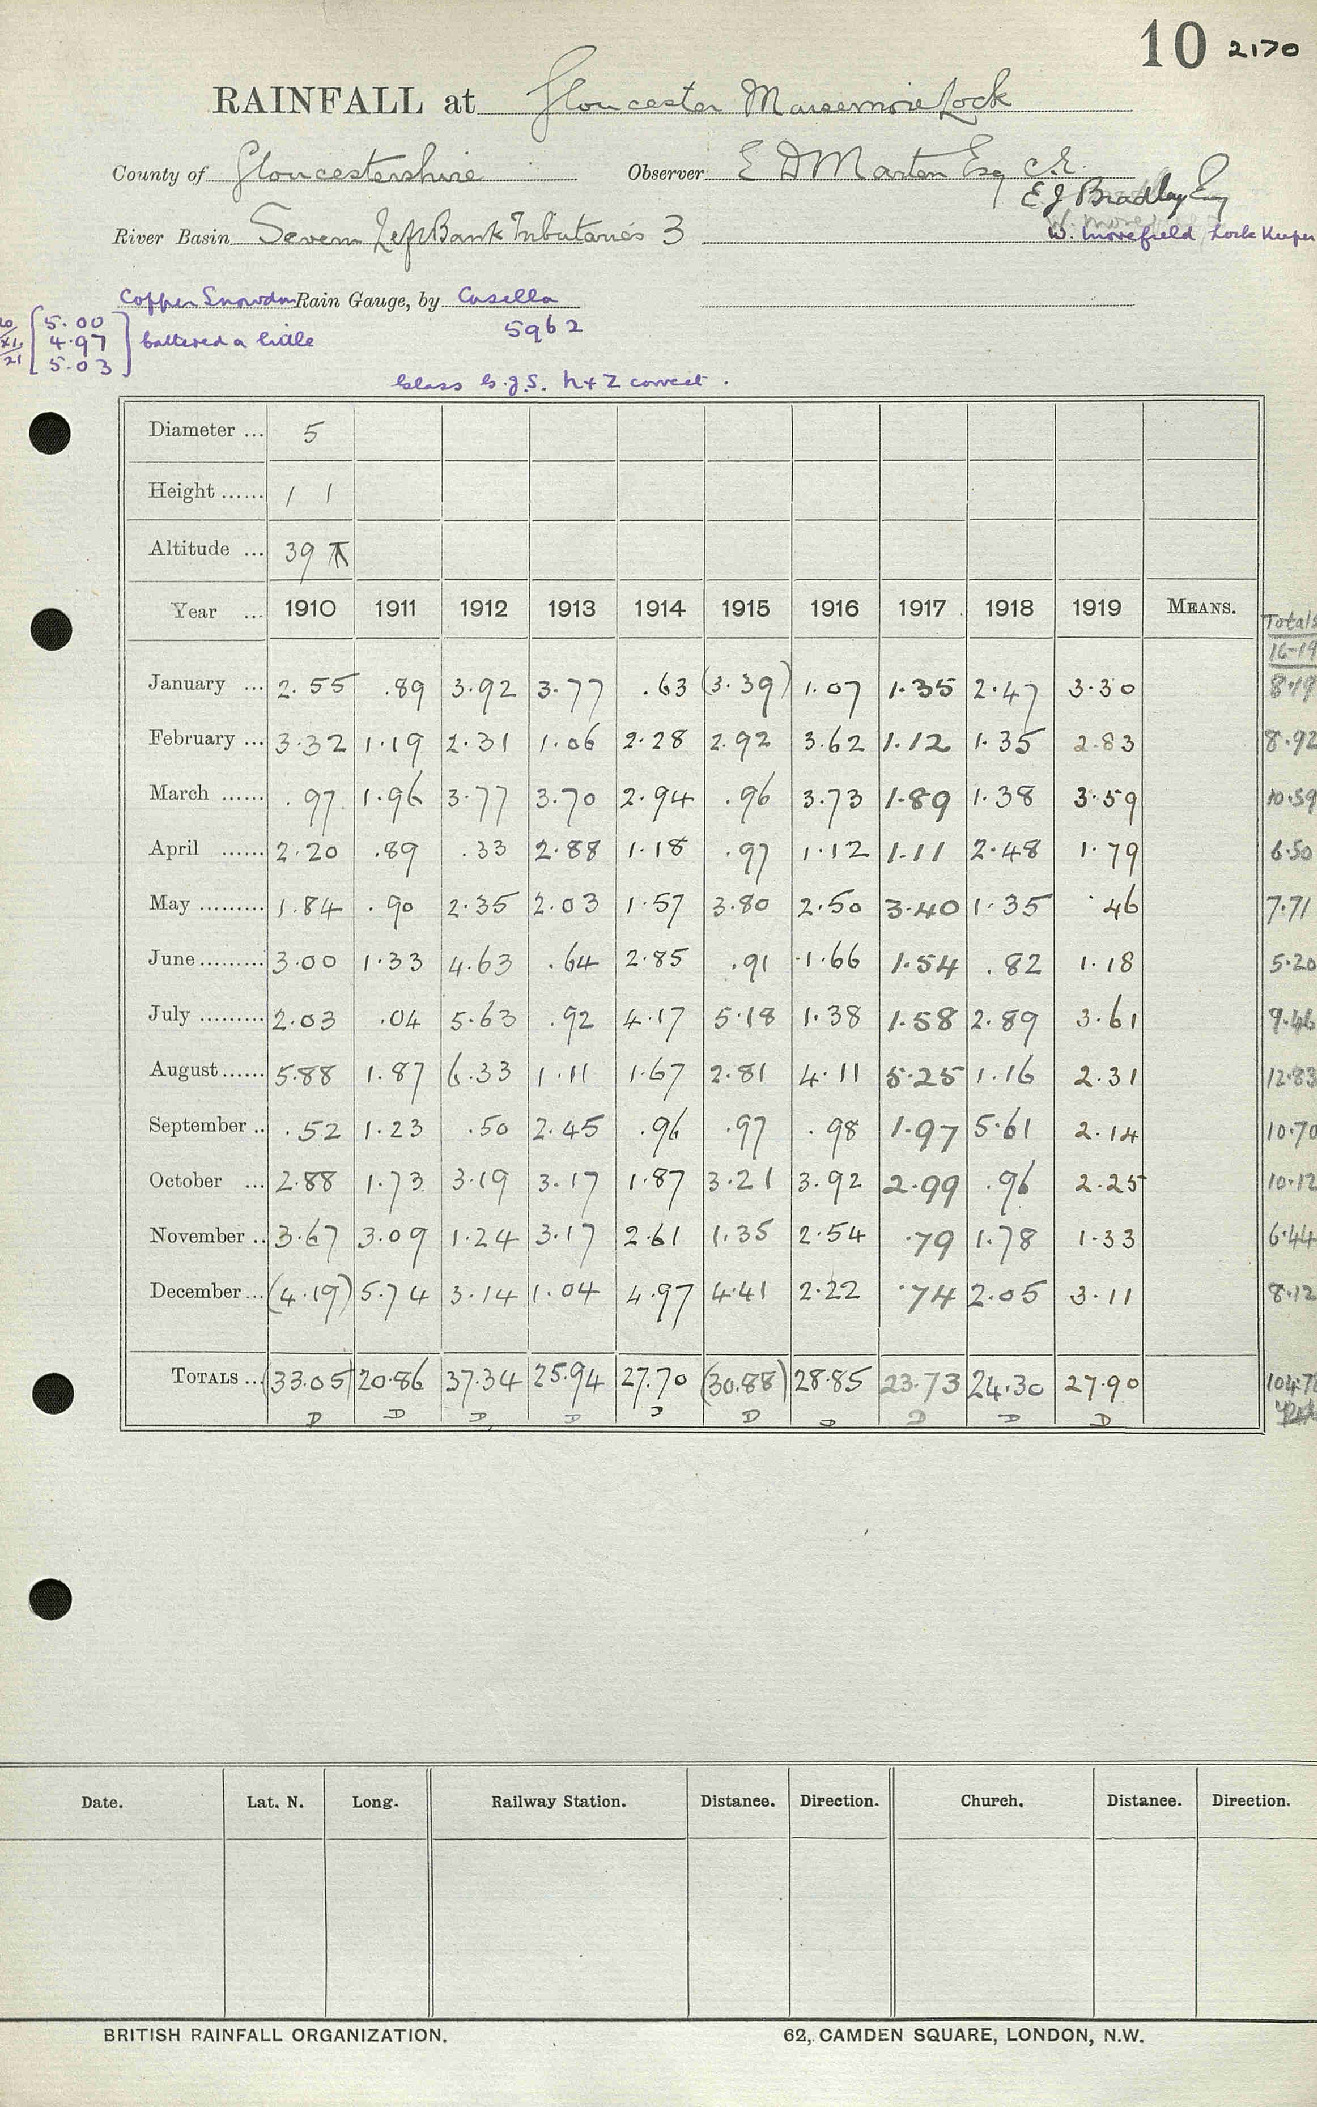 10 2170
RAINFALL at Gloucester Maisemore Lock
County of Gloucestershire Observer E D Marten Esq C.E.
E J Bradley Esq
River Basin Severn Left Bank Tributaries 3 W. Lock Keeper
Copper Snowdon Rain Gauge, by Casella
5962
5.00
4.97 battered a little
5.03
Glass correct.
Diameter ... 5
Height ...... 1 1
Altitude ... 39
Year ... 1910 1911 1912 1913 1914 1915 1916 1917 1918 1919 MEANS. Totals
16-19
January ... 2.55 .89 3.92 3.77 .63 (3.39) 1.07 1.35 2.47 3.30 8.19
February ... 3.32 1.19 2.31 1.06 2.28 2.92 3.62 1.12 1.35 2.83 8.92
March ...... .97 1.96 3.77 3.70 2.94 .96 3.73 1.89 1.38 3.59 10.59
April ...... 2.20 .89 .33 2.88 1.18 .97 1.12 1.11 2.48 1.79 6.50
May ......... 1.84 .90 2.35 2.03 1.57 3.80 2.50 3.40 1.35 .46 7.71
June ......... 3.00 1.33 4.63 .64 2.85 .91 1.66 1.54 .82 1.18 5.20
July ......... 2.03 .04 5.63 .92 4.17 5.18 1.38 1.58 2.89 3.61 9.46
August ...... 5.88 1.87 6.33 1.11 1.67 2.81 4.11 5.25 1.16 2.31 12.83
September .. .52 1.23 .50 2.45 .96 .97 .98 1.97 5.61 2.14 10.70
October ... 2.88 1.73 3.19 3.17 1.87 3.21 3.92 2.99 .96 2.25 10.12
November .. 3.67 3.09 1.24 3.17 2.61 1.35 2.54 .79 1.78 1.33 6.44
December ... (4.19) 5.74 3.14 1.04 4.97 4.41 2.22 .74 2.05 3.11 8.12
TOTALS .. (33.05) 20.86 37.34 25.94 27.70 (30.88) 28.85 23.73 24.30 27.90 104.78
D D D D D D D D D D
Date. Lat. N. Long. Railway Station. Distance. Direction. Church. Distance. Direction.
BRITISH RAINFALL ORGANIZATION. 62, CAMDEN SQUARE, LONDON, N.W.